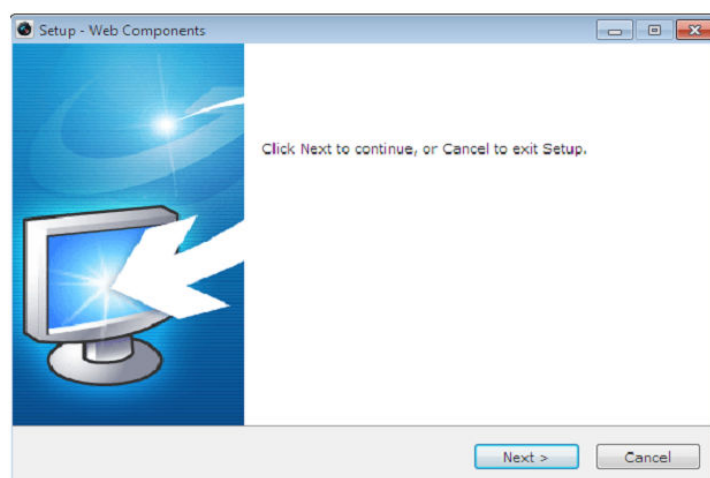 Setup - Web Components
Click Next to continue, or Cancel to exit Setup.
Next >
Cancel